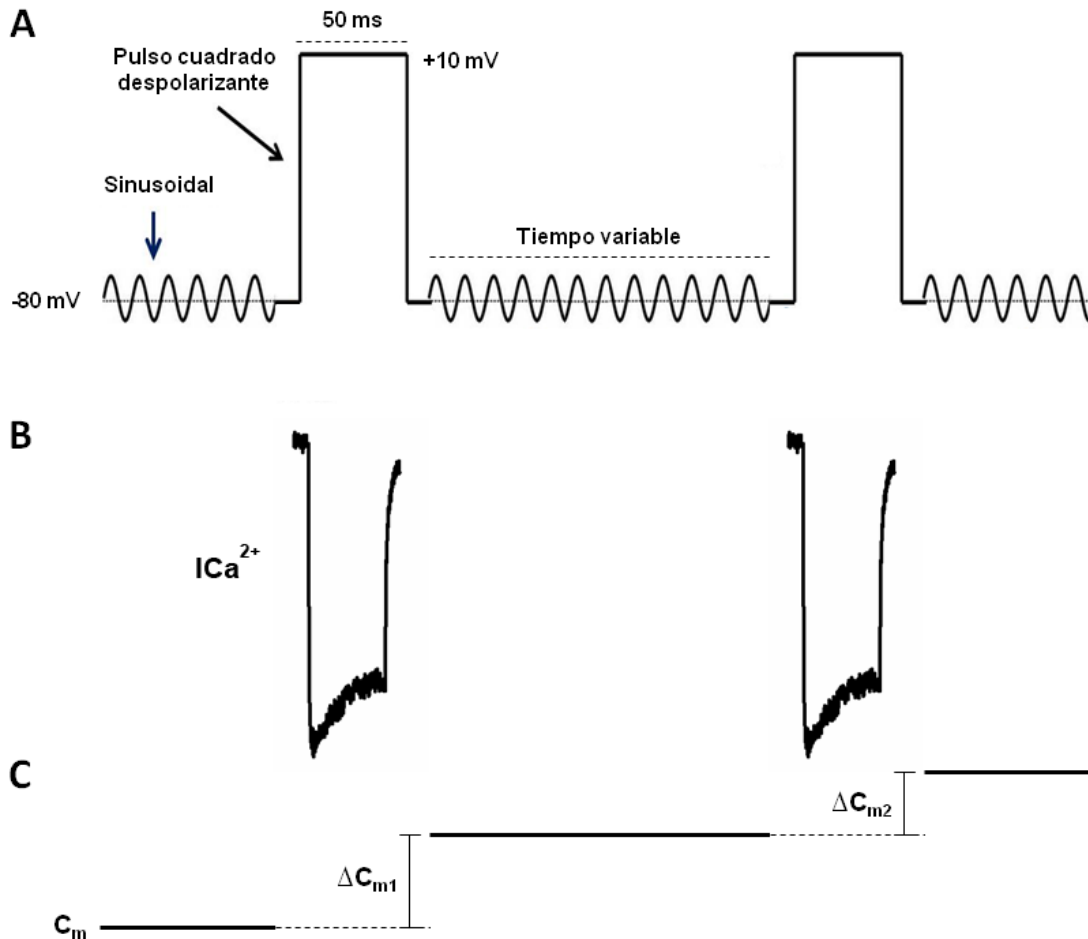 A
50 ms
Pulso cuadrado
despolarizante
+10 mV
Sinusoidal
Tiempo variable
-80 mV
B
ICa²⁺
C
ΔCm2
ΔCm1
Cm